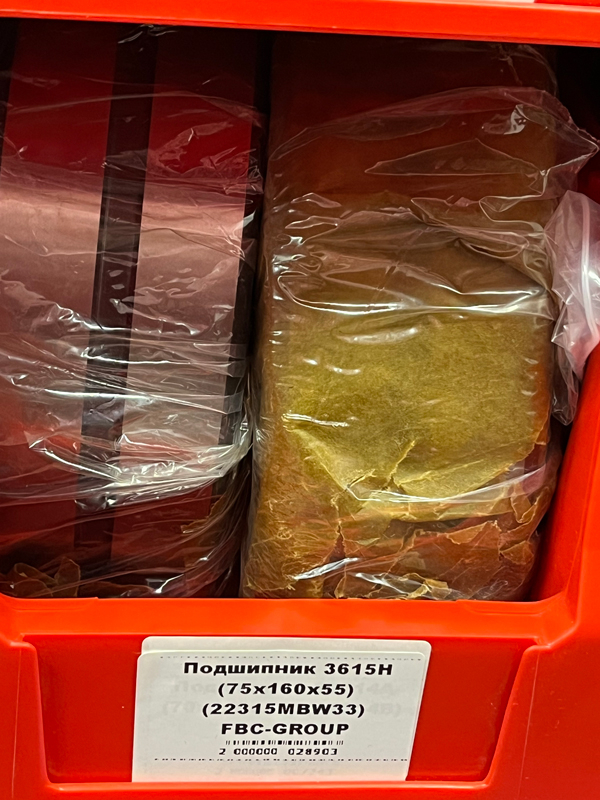 Подшипник 3615Н
(75x160x55)
(22315MBW33)
FBC-GROUP
2 000000 028903